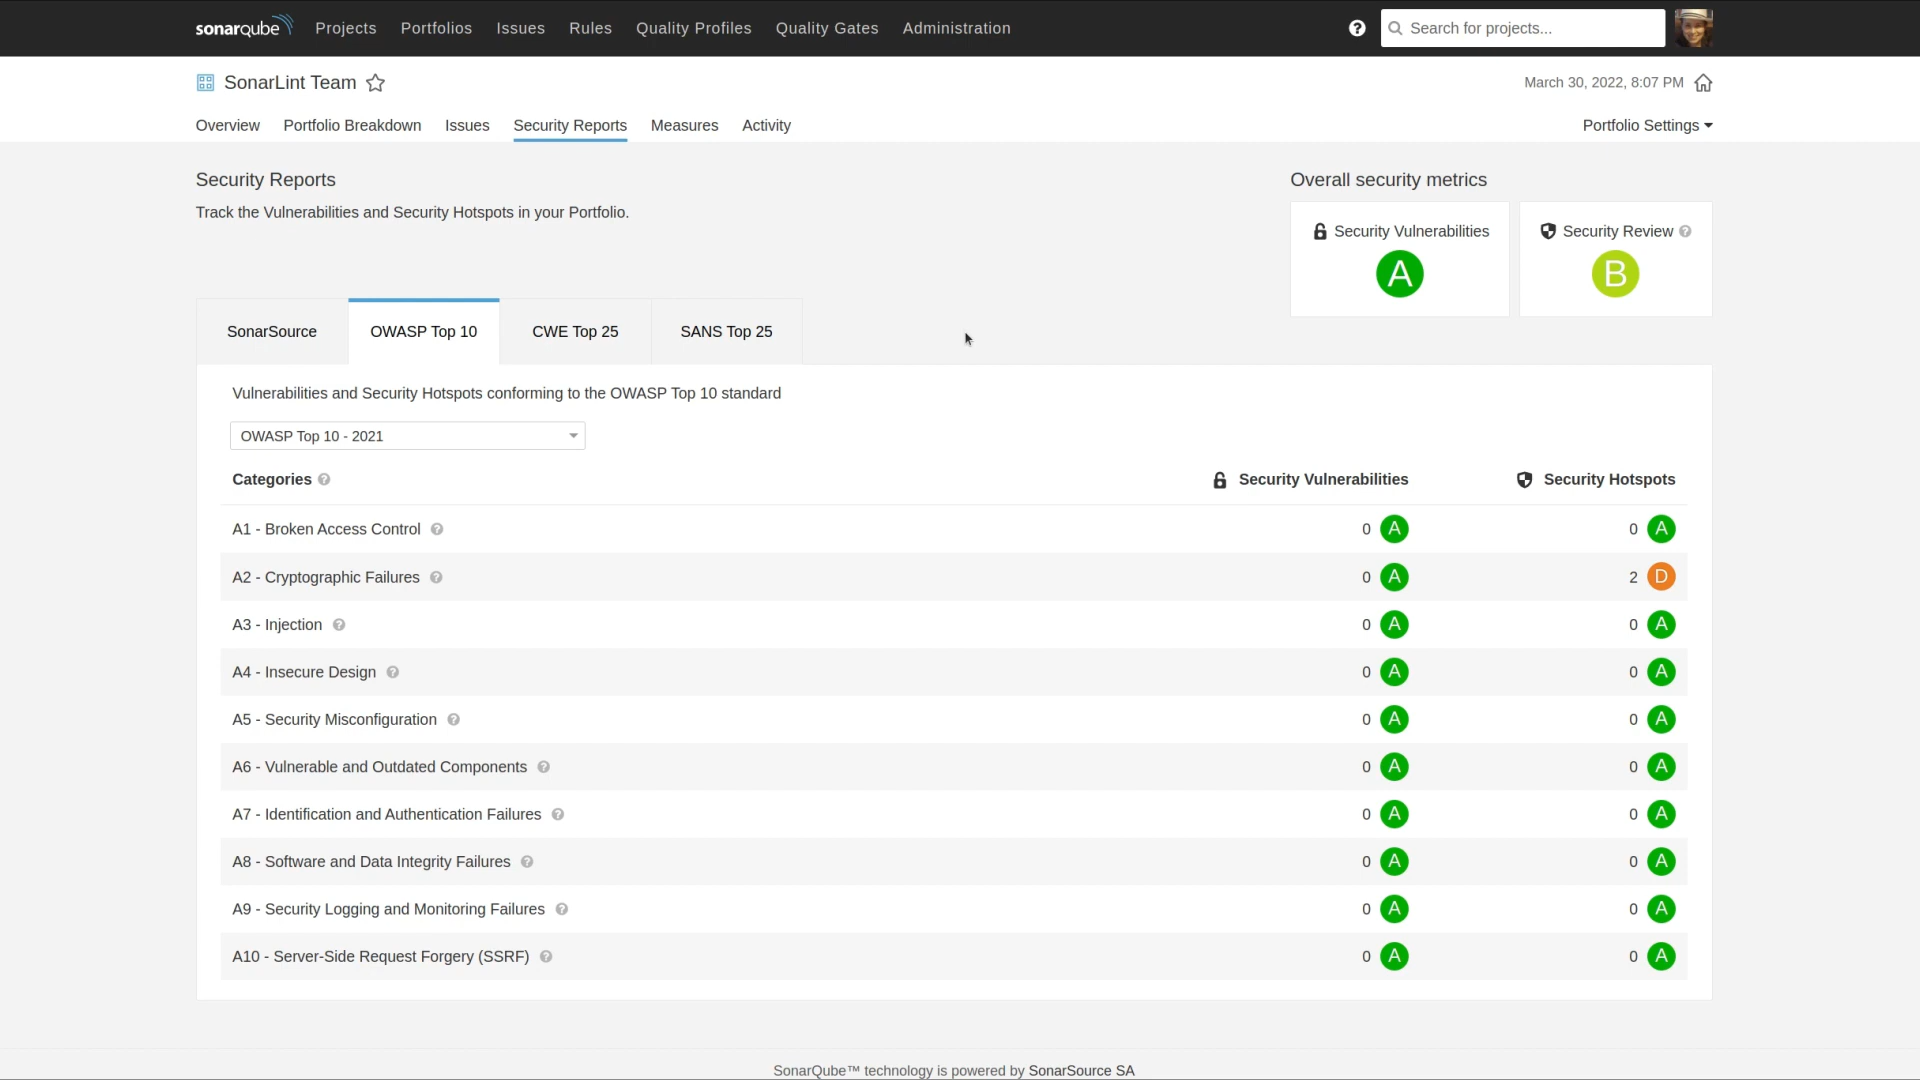 sonarqube Projects Portfolios Issues Rules Quality Profiles Quality Gates Administration ? Search for projects...
SonarLint Team March 30, 2022, 8:07 PM
Overview Portfolio Breakdown Issues Security Reports Measures Activity Portfolio Settings
Security Reports Overall security metrics
Track the Vulnerabilities and Security Hotspots in your Portfolio.
Security Vulnerabilities Security Review ?
A B
SonarSource OWASP Top 10 CWE Top 25 SANS Top 25
Vulnerabilities and Security Hotspots conforming to the OWASP Top 10 standard
OWASP Top 10 - 2021
Categories ? Security Vulnerabilities Security Hotspots
A1 - Broken Access Control ? 0 A 0 A
A2 - Cryptographic Failures ? 0 A 2 D
A3 - Injection ? 0 A 0 A
A4 - Insecure Design ? 0 A 0 A
A5 - Security Misconfiguration ? 0 A 0 A
A6 - Vulnerable and Outdated Components ? 0 A 0 A
A7 - Identification and Authentication Failures ? 0 A 0 A
A8 - Software and Data Integrity Failures ? 0 A 0 A
A9 - Security Logging and Monitoring Failures ? 0 A 0 A
A10 - Server-Side Request Forgery (SSRF) ? 0 A 0 A
SonarQube™ technology is powered by SonarSource SA